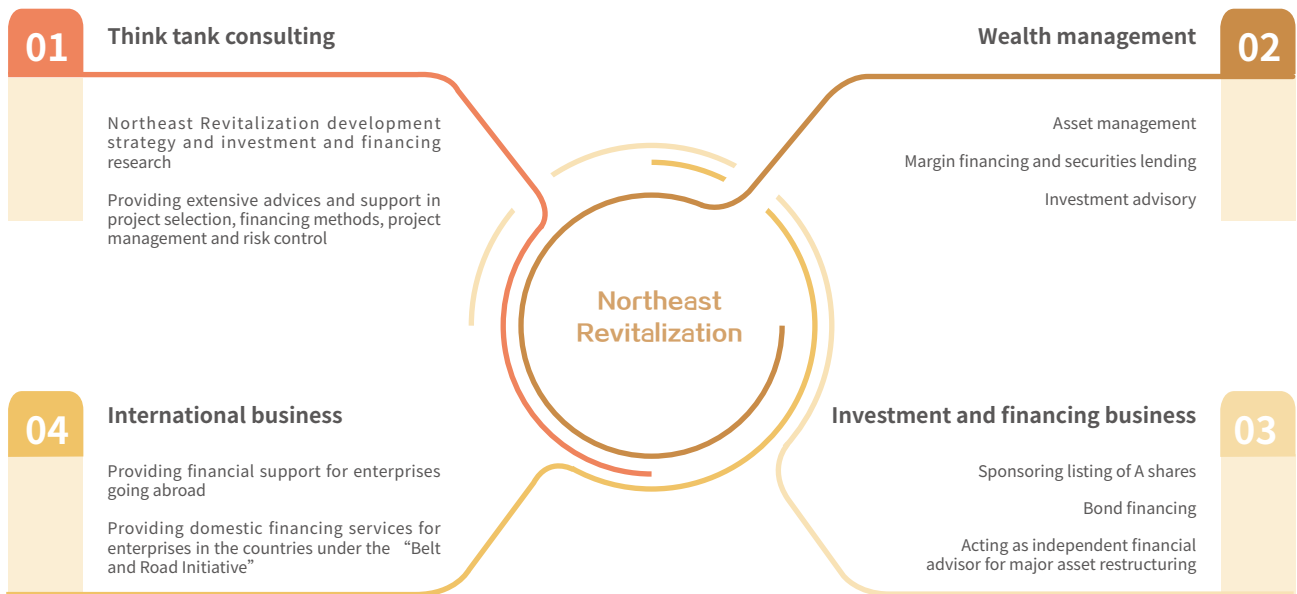 01
Think tank consulting
Northeast Revitalization development
strategy and investment and financing
research
Providing extensive advices and support in
project selection, financing methods, project
management and risk control
Wealth management
02
Asset management
Margin financing and securities lending
Investment advisory
Northeast
Revitalization
04
International business
Providing financial support for enterprises
going abroad
Providing domestic financing services for
enterprises in the countries under the “Belt
and Road Initiative”
Investment and financing business
03
Sponsoring listing of A shares
Bond financing
Acting as independent financial
advisor for major asset restructuring